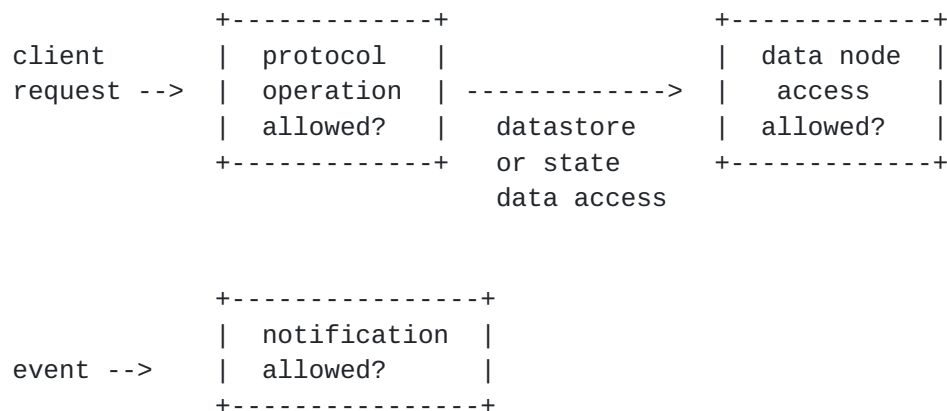 +-------------+                 +-------------+
client        |  protocol   |                 |  data node  |
request -->   |  operation  | ------------->  |   access    |
              |  allowed?   |   datastore     |  allowed?   |
              +-------------+   or state      +-------------+
                                data access

              +----------------+
              |  notification  |
event -->     |  allowed?      |
              +----------------+